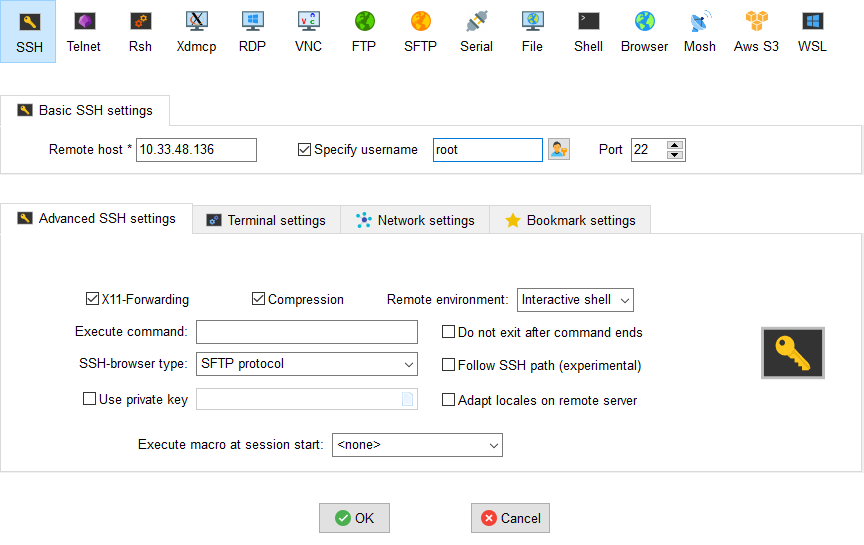 SSH Telnet Rsh Xdmcp RDP VNC FTP SFTP Serial File Shell Browser Mosh Aws S3 WSL
Basic SSH settings
Remote host * 10.33.48.136 Specify username root Port 22
Advanced SSH settings Terminal settings Network settings Bookmark settings
X11-Forwarding Compression Remote environment: Interactive shell
Execute command: Do not exit after command ends
SSH-browser type: SFTP protocol Follow SSH path (experimental)
Use private key Adapt locales on remote server
Execute macro at session start: <none>
OK Cancel